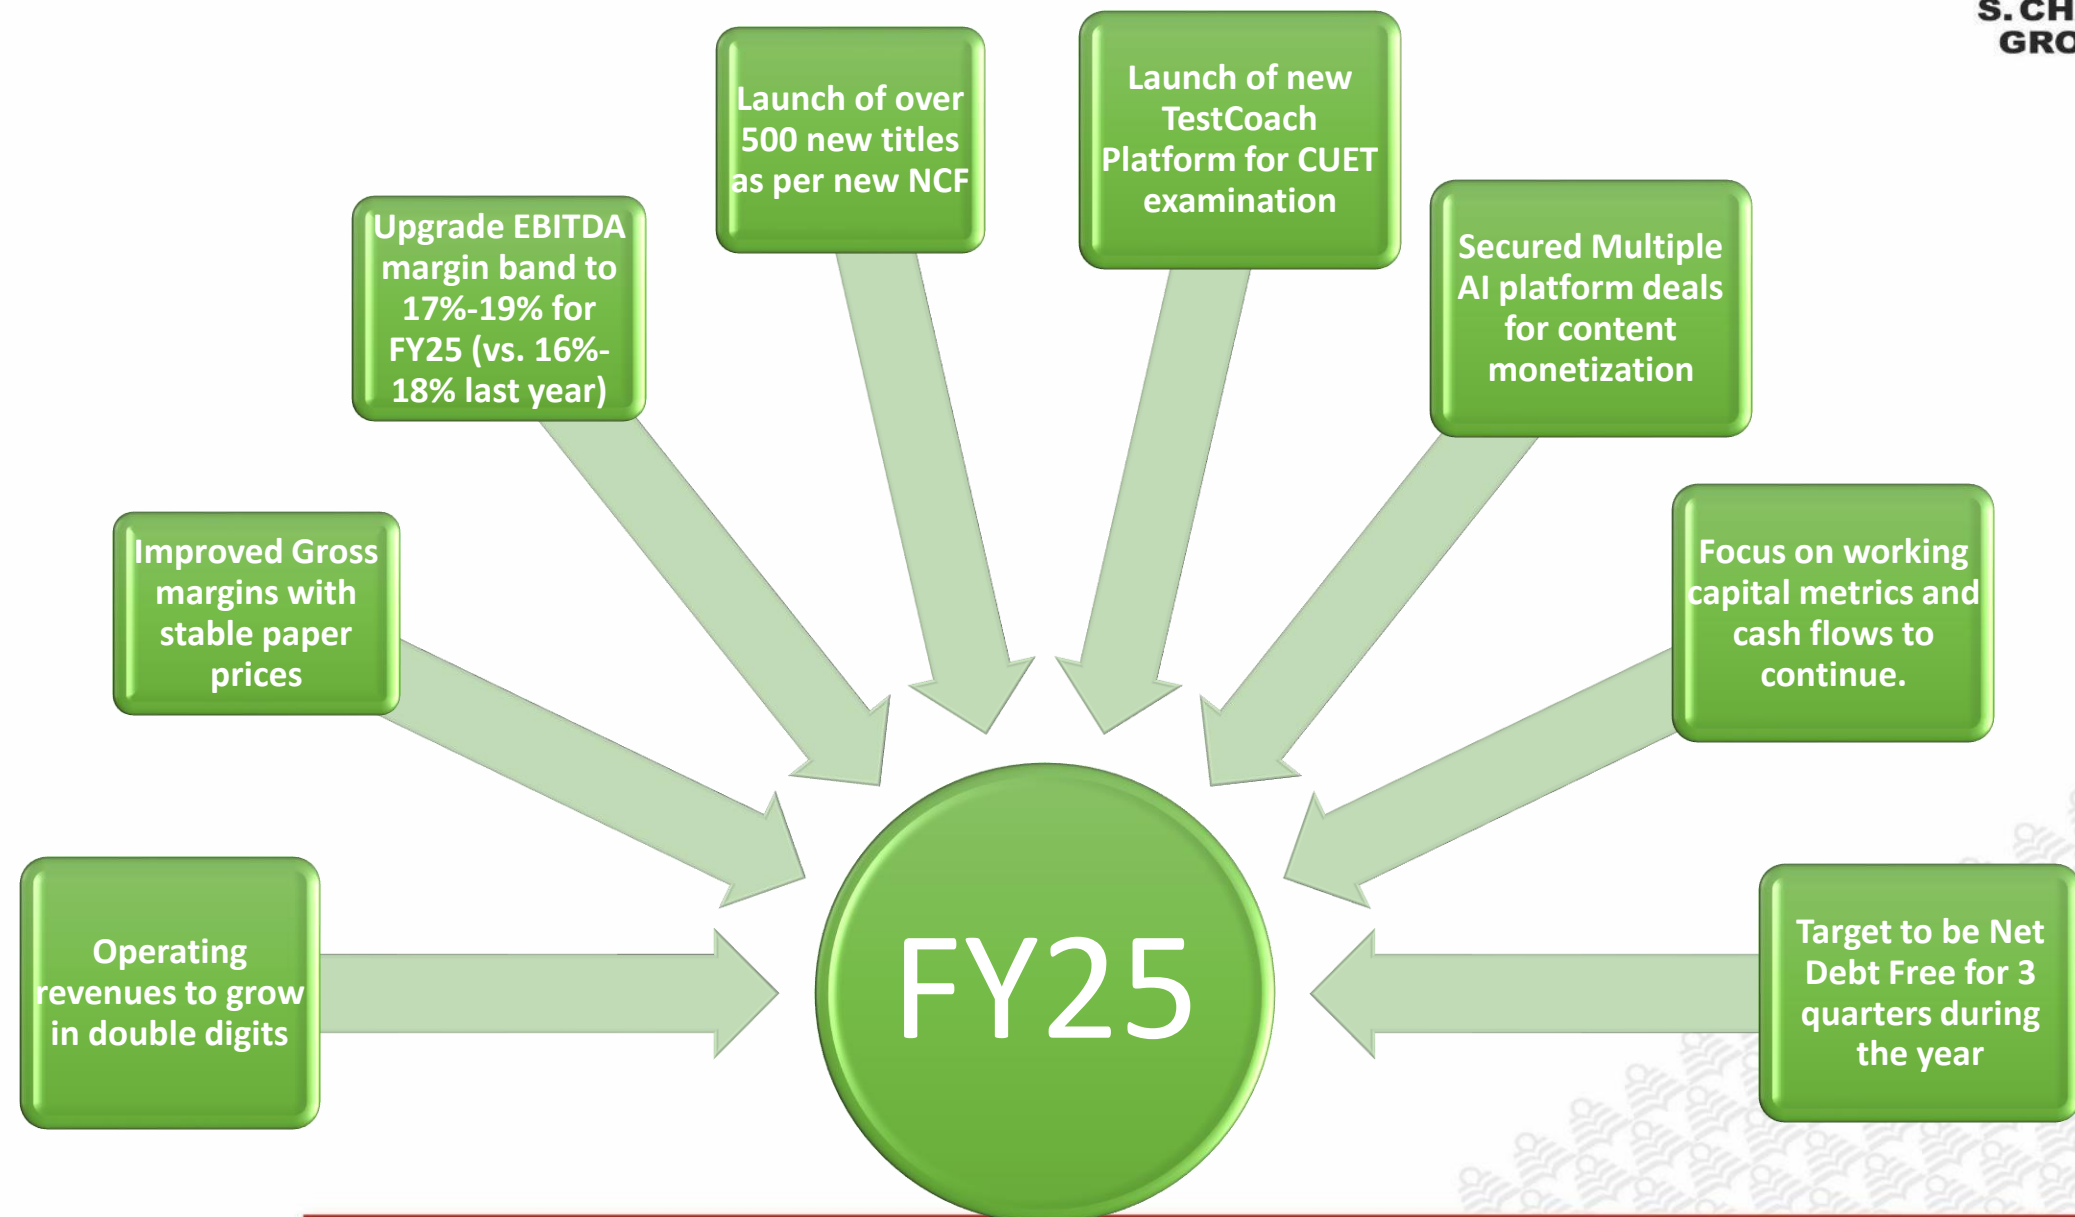 Operating
revenues to grow
in double digits
Improved Gross
margins with
stable paper
prices
Upgrade EBITDA
margin band to
17%-19% for
FY25 (vs. 16%-
18% last year)
Launch of over
500 new titles
as per new NCF
Launch of new
TestCoach
Platform for CUET
examination
Secured Multiple
AI platform deals
for content
monetization
Focus on working
capital metrics and
cash flows to
continue.
Target to be Net
Debt Free for 3
quarters during
the year
FY25
S. CH
GRO